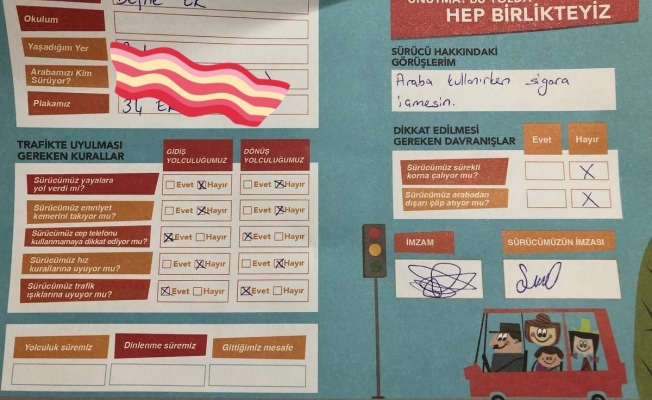 Okulum
Yaşadığım Yer
Arabamızı Kim
Sürüyor?
Plakamız
34
TRAFİKTE UYULMASI
GEREKEN KURALLAR
GİDİŞ
YOLCULUĞUMUZ
DÖNÜŞ
YOLCULUĞUMUZ
Sürücümüz yayalara
yol verdi mi?
Evet Hayır Evet Hayır
Sürücümüz emniyet
kemerini takıyor mu?
Evet Hayır Evet Hayır
Sürücümüz cep telefonu
kullanmamaya dikkat ediyor mu?
Evet Hayır Evet Hayır
Sürücümüz hız
kurallarına uyuyor mu?
Evet Hayır Evet Hayır
Sürücümüz trafik
ışıklarına uyuyor mu?
Evet Hayır Evet Hayır
Yolculuk süremiz
Dinlenme süremiz
Gittiğimiz mesafe
HEP BİRLİKTEYİZ
SÜRÜCÜ HAKKINDAKİ
GÖRÜŞLERİM
Araba kullanırken sigara
içmesin.
DİKKAT EDİLMESİ
GEREKEN DAVRANIŞLAR
Evet
Hayır
Sürücümüz sürekli
korna çalıyor mu?
X
Sürücümüz arabadan
dışarı çöp atıyor mu?
X
İMZAM
SÜRÜCÜMÜZÜN İMZASI